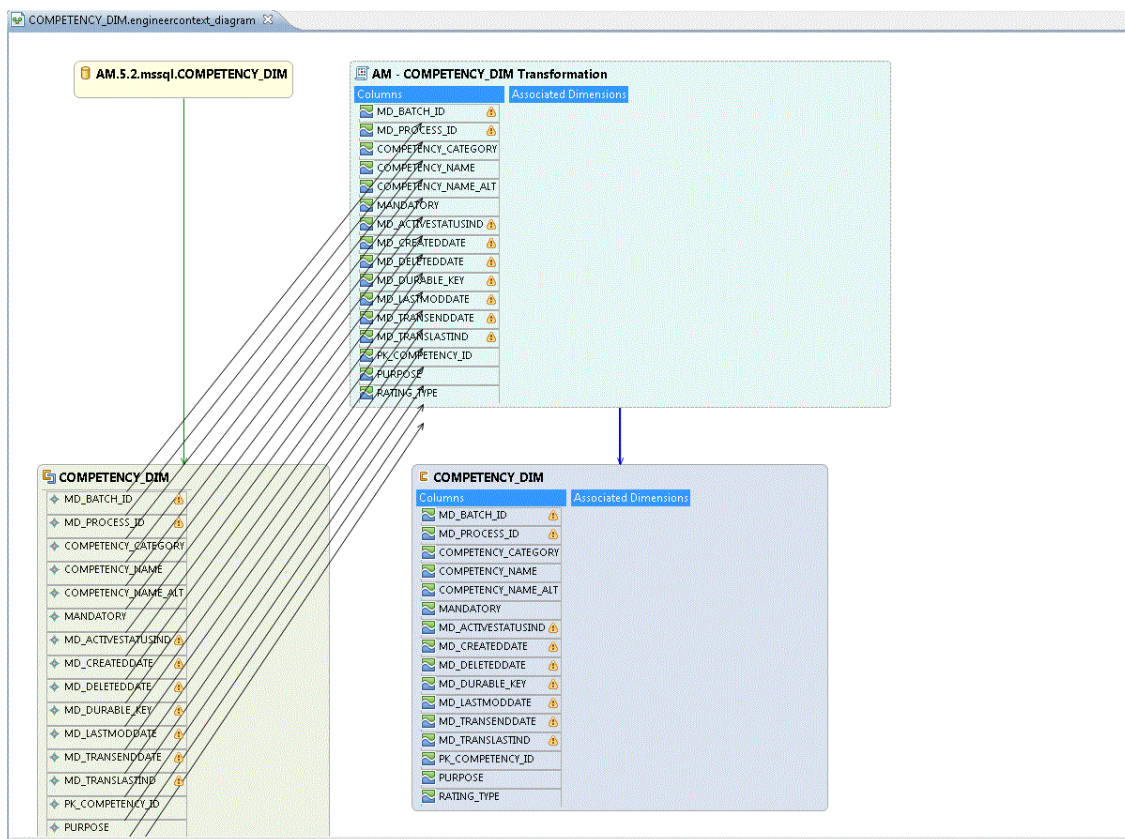 COMPETENCY_DIM.engineercontext_diagram
AM.5.2.mssql.COMPETENCY_DIM
AM - COMPETENCY_DIM Transformation
Columns Associated Dimensions
MD_BATCH_ID
MD_PROCESS_ID
COMPETENCY_CATEGORY
COMPETENCY_NAME
COMPETENCY_NAME_ALT
MANDATORY
MD_ACTIVESTATUSIND
MD_CREATEDDATE
MD_DELETEDDATE
MD_DURABLE_KEY
MD_LASTMODDATE
MD_TRANSENDDATE
MD_TRANSLASTIND
PK_COMPETENCY_ID
PURPOSE
RATING_TYPE
COMPETENCY_DIM
MD_BATCH_ID
MD_PROCESS_ID
COMPETENCY_CATEGORY
COMPETENCY_NAME
COMPETENCY_NAME_ALT
MANDATORY
MD_ACTIVESTATUSIND
MD_CREATEDDATE
MD_DELETEDDATE
MD_DURABLE_KEY
MD_LASTMODDATE
MD_TRANSENDDATE
MD_TRANSLASTIND
PK_COMPETENCY_ID
PURPOSE
COMPETENCY_DIM
Columns Associated Dimensions
MD_BATCH_ID
MD_PROCESS_ID
COMPETENCY_CATEGORY
COMPETENCY_NAME
COMPETENCY_NAME_ALT
MANDATORY
MD_ACTIVESTATUSIND
MD_CREATEDDATE
MD_DELETEDDATE
MD_DURABLE_KEY
MD_LASTMODDATE
MD_TRANSENDDATE
MD_TRANSLASTIND
PK_COMPETENCY_ID
PURPOSE
RATING_TYPE